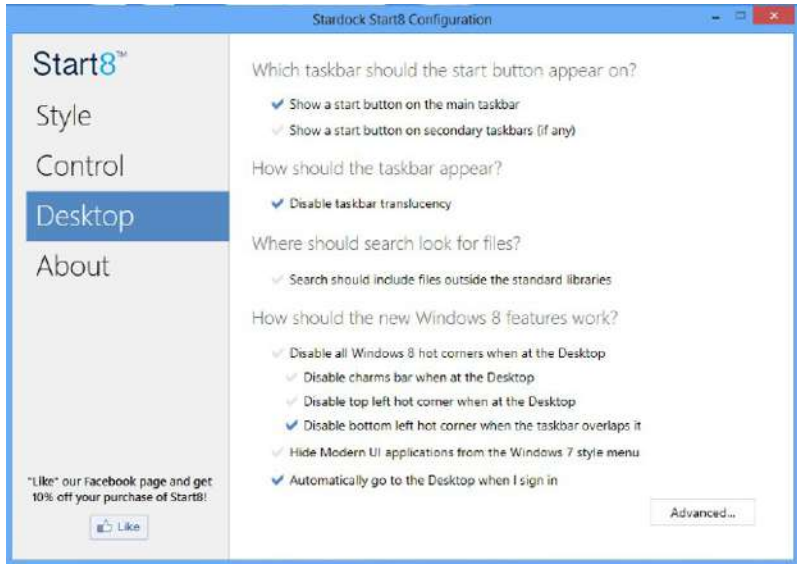 Stardock Start8 Configuration
Start8™
Style
Control
Desktop
About
"Like" our Facebook page and get
10% off your purchase of Start8!
Like
Which taskbar should the start button appear on?
Show a start button on the main taskbar
Show a start button on secondary taskbars (if any)
How should the taskbar appear?
Disable taskbar translucency
Where should search look for files?
Search should include files outside the standard libraries
How should the new Windows 8 features work?
Disable all Windows 8 hot corners when at the Desktop
Disable charms bar when at the Desktop
Disable top left hot corner when at the Desktop
Disable bottom left hot corner when the taskbar overlaps it
Hide Modern UI applications from the Windows 7 style menu
Automatically go to the Desktop when I sign in
Advanced...